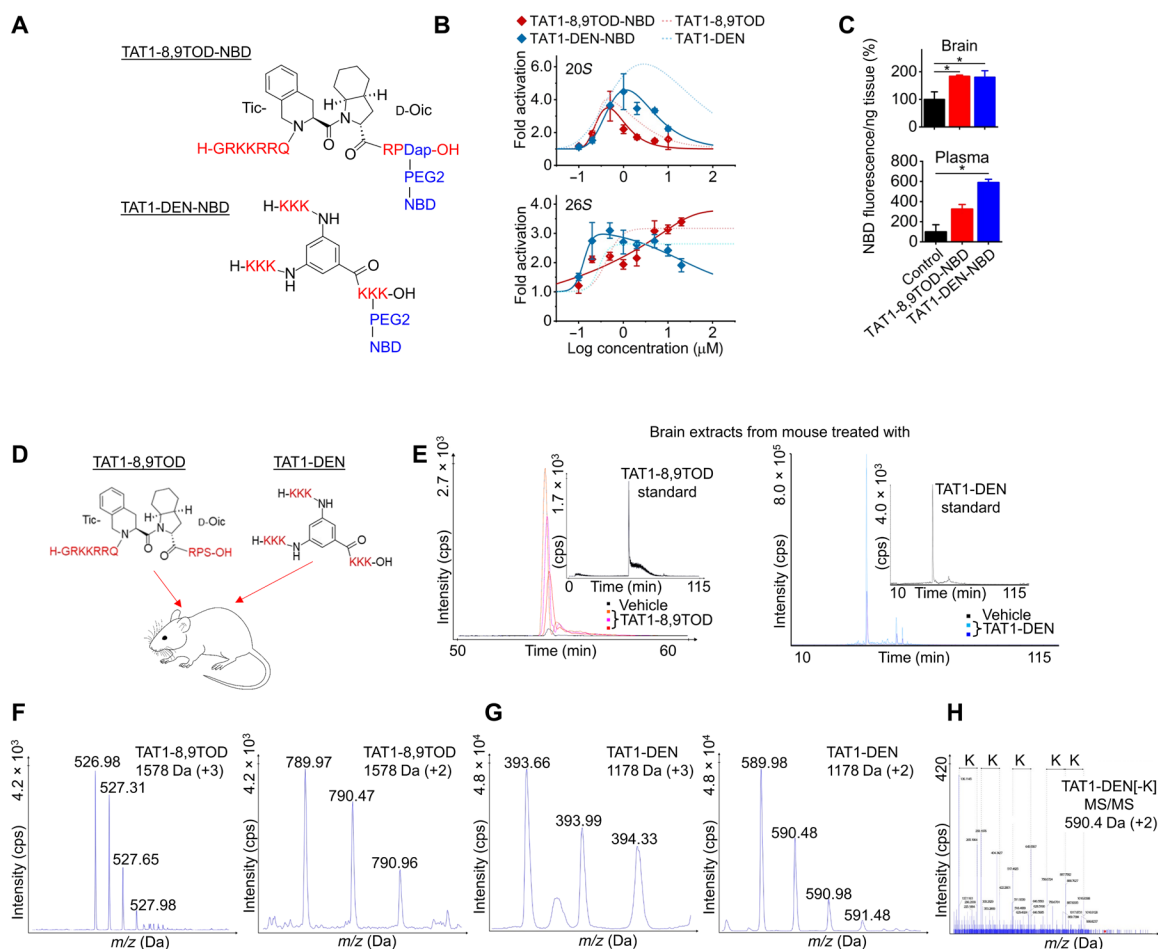 A
TAT1-8,9TOD-NBD
Tic-
H
H
D-Oic
N
N
O
O
H-GRKKRRQ
RPDap-OH
PEG2
NBD
TAT1-DEN-NBD
H-KKK
NH
H-KKK
N
H
O
KKK-OH
PEG2
NBD
B
TAT1-8,9TOD-NBD
TAT1-8,9TOD
TAT1-DEN-NBD
TAT1-DEN
20S
Fold activation
6.0
4.0
2.0
0
−1
0
1
2
26S
Fold activation
4.0
3.0
2.0
1.0
0
−1
0
1
2
Log concentration (μM)
C
NBD fluorescence/ng tissue (%)
Brain
*
*
200
100
0
Plasma
*
800
600
400
200
0
Control
TAT1-8,9TOD-NBD
TAT1-DEN-NBD
D
TAT1-8,9TOD
TAT1-DEN
Tic-
H
H
D-Oic
N
N
O
O
H-GRKKRRQ
RPS-OH
H-KKK
NH
H-KKK
N
H
O
KKK-OH
Brain extracts from mouse treated with
E
Intensity (cps)
2.7 × 10³
1.7 × 10³
TAT1-8,9TOD
standard
0
Time (min)
115
Vehicle
TAT1-8,9TOD
50
Time (min)
60
Intensity (cps)
8.0 × 10⁵
4.0 × 10³
TAT1-DEN
standard
10
Time (min)
115
Vehicle
TAT1-DEN
10
Time (min)
115
F
Intensity (cps)
4.2 × 10³
TAT1-8,9TOD
1578 Da (+3)
526.98
527.31
527.65
527.98
m/z (Da)
Intensity (cps)
4.2 × 10³
TAT1-8,9TOD
1578 Da (+2)
789.97
790.47
790.96
m/z (Da)
G
Intensity (cps)
4.8 × 10⁴
TAT1-DEN
1178 Da (+3)
393.66
393.99
394.33
m/z (Da)
Intensity (cps)
4.8 × 10⁴
TAT1-DEN
1178 Da (+2)
589.98
590.48
590.98
591.48
m/z (Da)
H
Intensity (cps)
420
K K K K K
TAT1-DEN[-K]
MS/MS
590.4 Da (+2)
m/z (Da)